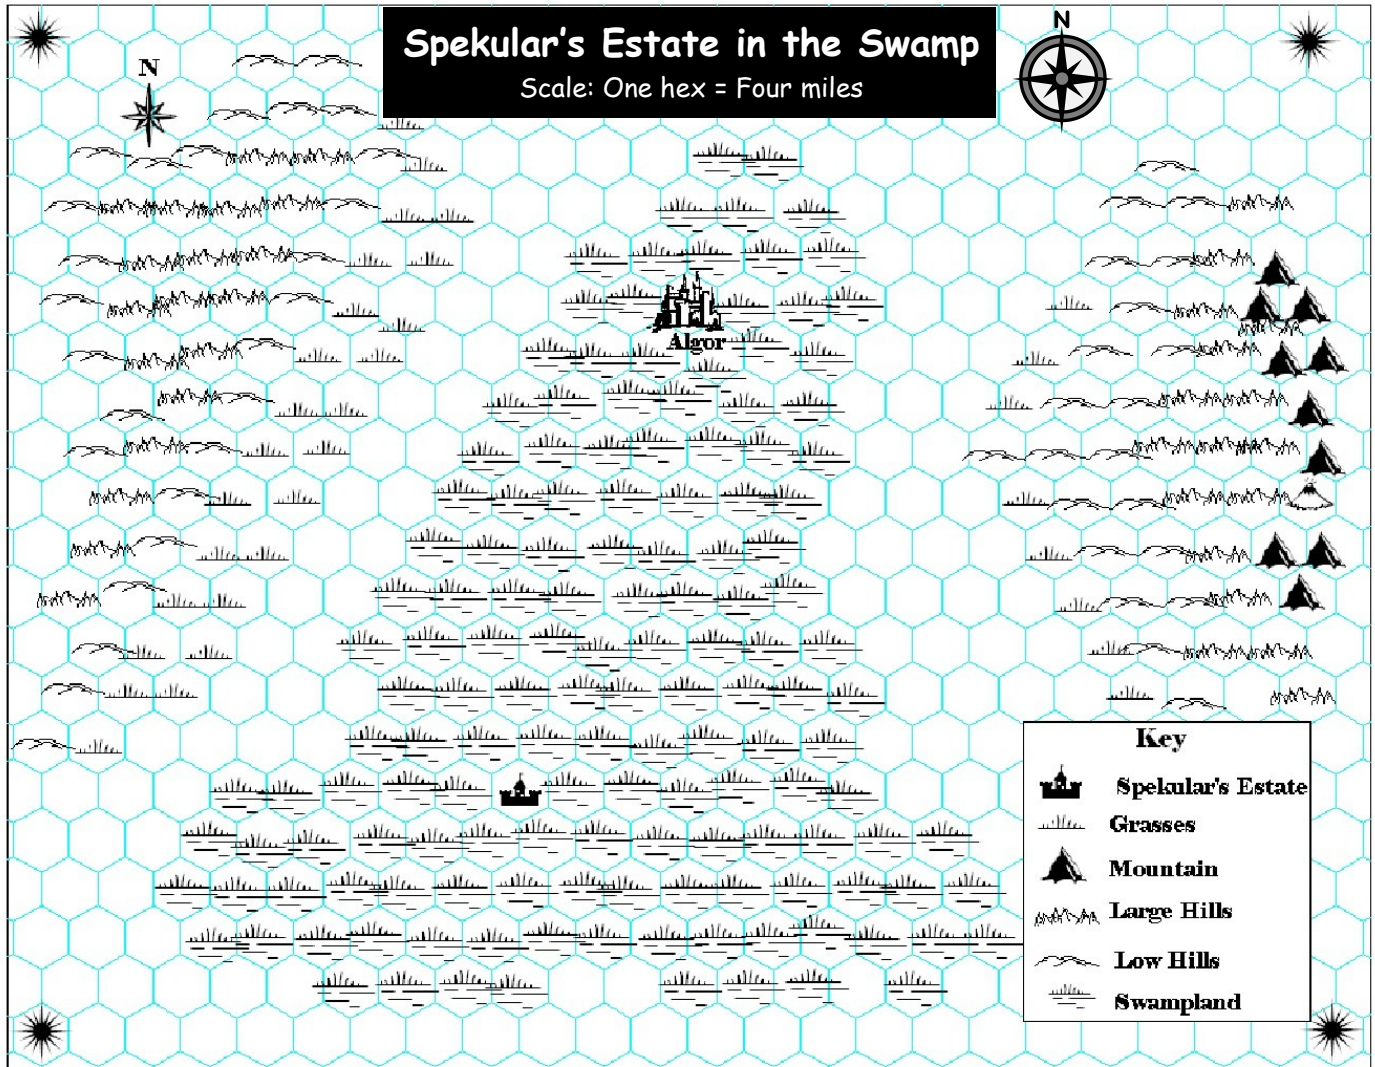 Spekular's Estate in the Swamp
Scale: One hex = Four miles
N
N
Algor
Key
Spekular's Estate
Grasses
Mountain
Large Hills
Low Hills
Swampland